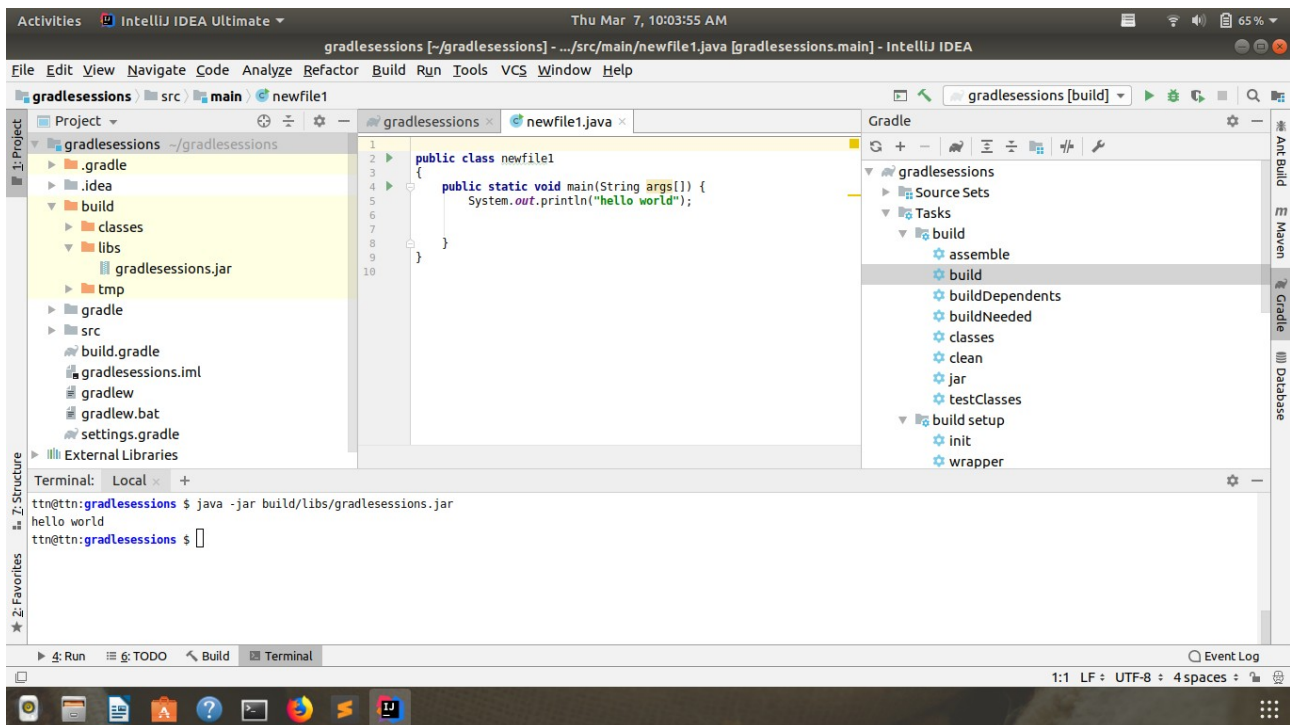 Activities IntelliJ IDEA Ultimate Thu Mar 7, 10:03:55 AM 65 %
gradlesessions [~/gradlesessions] - .../src/main/newfile1.java [gradlesessions.main] - IntelliJ IDEA
File Edit View Navigate Code Analyze Refactor Build Run Tools VCS Window Help
gradlesessions src main newfile1 gradlesessions [build]
1: Project
7: Structure
2: Favorites
Project
gradlesessions ~/gradlesessions
.gradle
.idea
build
classes
libs
gradlesessions.jar
tmp
gradle
src
build.gradle
gradlesessions.iml
gradlew
gradlew.bat
settings.gradle
External Libraries
gradlesessions × newfile1.java ×
1
2 public class newfile1
3 {
4 public static void main(String args[]) {
5 System.out.println("hello world");
6
7
8 }
9 }
10
Gradle
gradlesessions
Source Sets
Tasks
build
assemble
build
buildDependents
buildNeeded
classes
clean
jar
testClasses
build setup
init
wrapper
Ant Build
m Maven
Gradle
Database
Terminal: Local × +
ttn@ttn:gradlesessions $ java -jar build/libs/gradlesessions.jar
hello world
ttn@ttn:gradlesessions $
4: Run 6: TODO Build Terminal Event Log
1:1 LF UTF-8 4 spaces